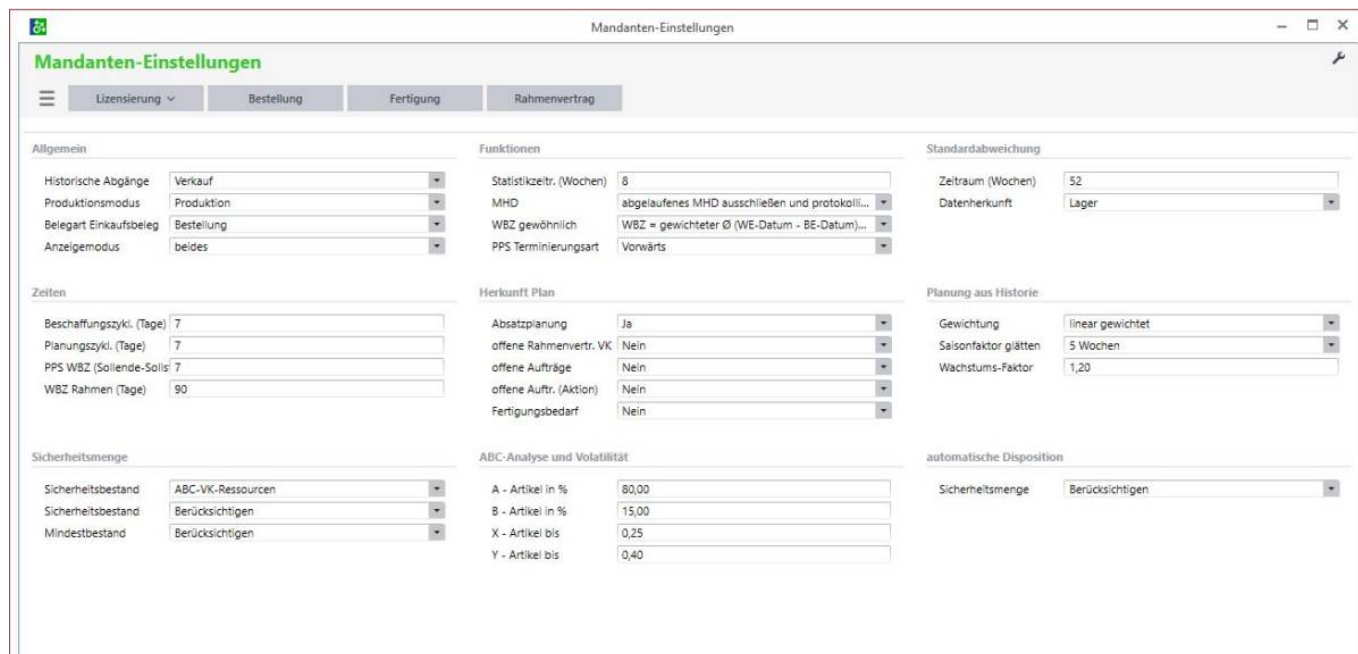 Mandanten-Einstellungen
Mandanten-Einstellungen
Lizensierung
Bestellung
Fertigung
Rahmenvertrag
Allgemein
Historische Abgänge Verkauf
Produktionsmodus Produktion
Belegart Einkaufsbeleg Bestellung
Anzeigemodus beides
Funktionen
Statistikzeitr. (Wochen) 8
MHD abgelaufenes MHD ausschließen und protokolli...
WBZ gewöhnlich WBZ = gewichteter Ø (WE-Datum - BE-Datum)...
PPS Terminierungsart Vorwärts
Standardabweichung
Zeitraum (Wochen) 52
Datenherkunft Lager
Zeiten
Beschaffungszykl. (Tage) 7
Planungszykl. (Tage) 7
PPS WBZ (Sollende-Solls 7
WBZ Rahmen (Tage) 90
Herkunft Plan
Absatzplanung Ja
offene Rahmenvertr. VK Nein
offene Aufträge Nein
offene Auftr. (Aktion) Nein
Fertigungsbedarf Nein
Planung aus Historie
Gewichtung linear gewichtet
Saisonfaktor glätten 5 Wochen
Wachstums-Faktor 1,20
Sicherheitsmenge
Sicherheitsbestand ABC-VK-Ressourcen
Sicherheitsbestand Berücksichtigen
Mindestbestand Berücksichtigen
ABC-Analyse und Volatilität
A - Artikel in % 80,00
B - Artikel in % 15,00
X - Artikel bis 0,25
Y - Artikel bis 0,40
automatische Disposition
Sicherheitsmenge Berücksichtigen